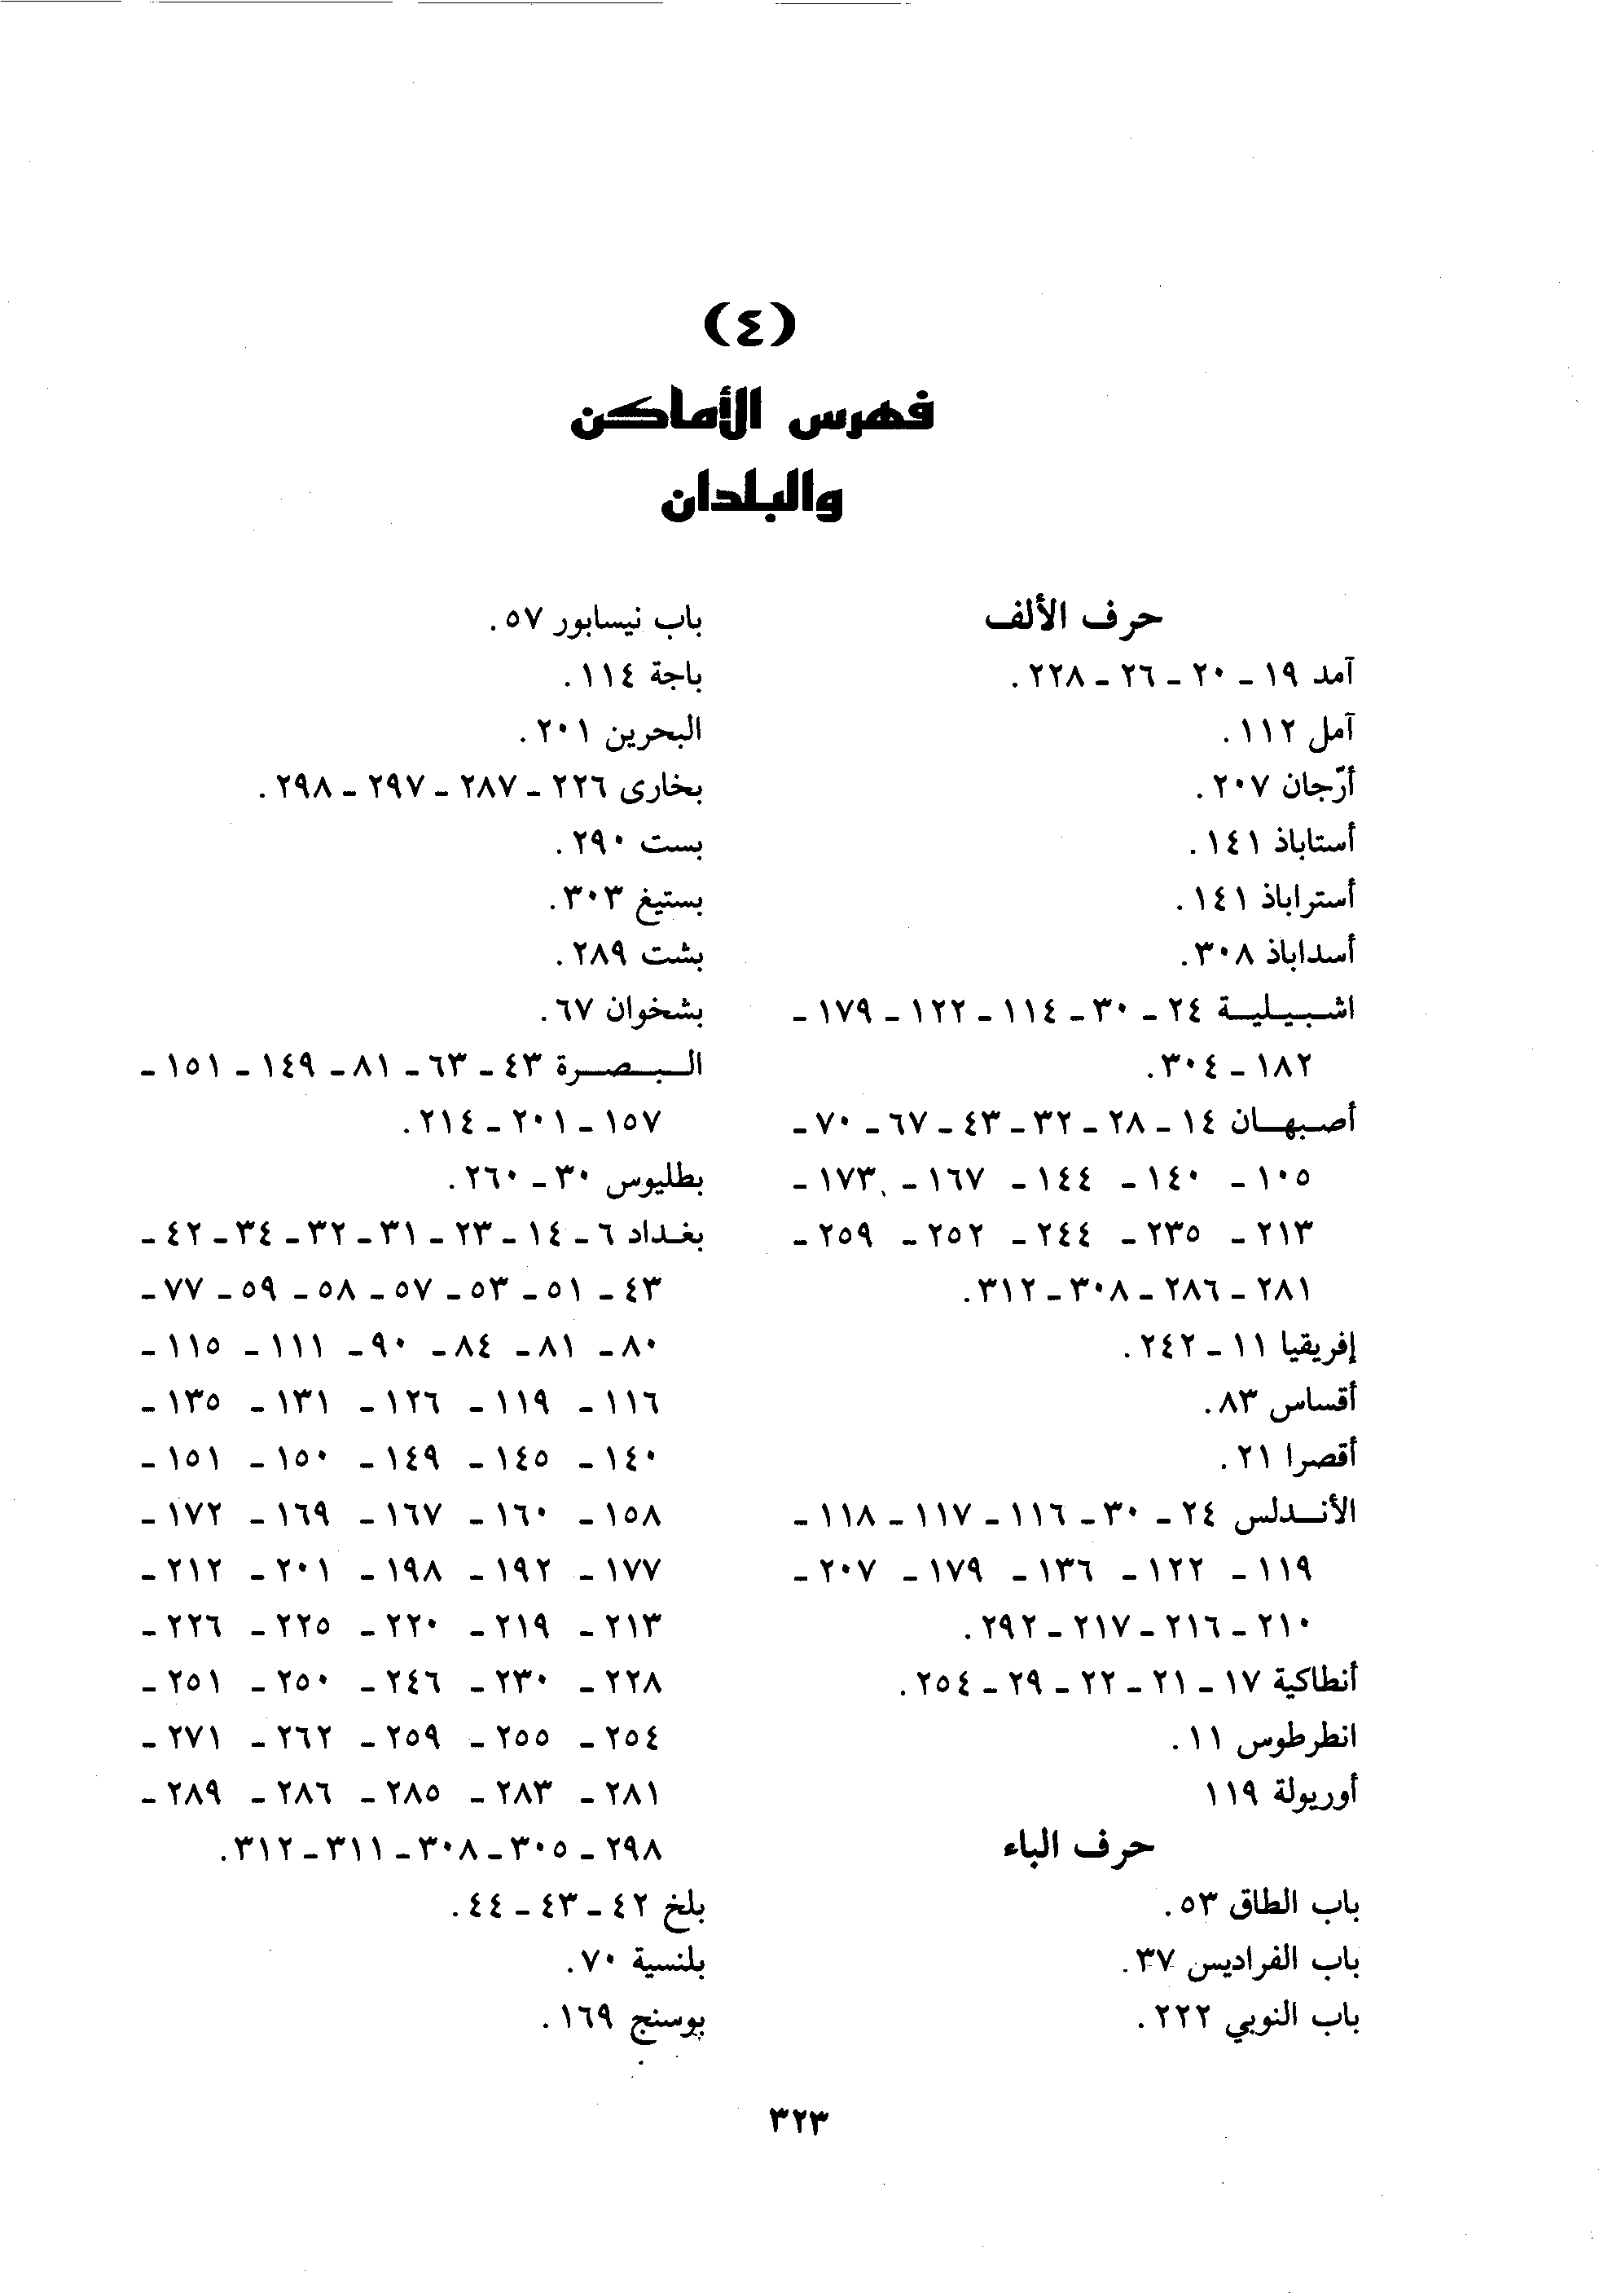 (٤)
فهرس الأماكن
والبلدان
حرف الألف
آمد ١٩ - ٢٠ - ٢٦ - ٢٢٨ .
آمل ١١٢ .
أرّجان ٢٠٧ .
أستاباذ ١٤١ .
أستراباذ ١٤١ .
أسداباذ ٣٠٨ .
اشبيلية ٢٤ - ٣٠ - ١١٤ - ١٢٢ - ١٧٩ -
١٨٢ - ٣٠٤ .
أصبهان ١٤ - ٢٨ - ٣٢ - ٤٣ - ٦٧ - ٧٠ -
١٠٥ - ١٤٠ - ١٤٤ - ١٦٧ - ١٧٣ -
٢١٣ - ٢٣٥ - ٢٤٤ - ٢٥٢ - ٢٥٩ -
٢٨١ - ٢٨٦ - ٣٠٨ - ٣١٢ .
إفريقيا ١١ - ٢٤٢ .
أقساس ٨٣ .
أقصرا ٢١ .
الأندلس ٢٤ - ٣٠ - ١١٦ - ١١٧ - ١١٨ -
١١٩ - ١٢٢ - ١٣٦ - ١٧٩ - ٢٠٧ -
٢١٠ - ٢١٦ - ٢١٧ - ٢٩٢ .
أنطاكية ١٧ - ٢١ - ٢٢ - ٢٩ - ٢٥٤ .
انطرطوس ١١ .
أوريولة ١١٩
حرف الباء
باب الطاق ٥٣ .
باب الفراديس ٣٧ .
باب النوبي ٢٢٢ .
باب نيسابور ٥٧ .
باجة ١١٤ .
البحرين ٢٠١ .
بخارى ٢٢٦ - ٢٨٧ - ٢٩٧ - ٢٩٨ .
بست ٢٩٠ .
بستيغ ٣٠٣ .
بشت ٢٨٩ .
بشخوان ٦٧ .
البصرة ٤٣ - ٦٣ - ٨١ - ١٤٩ - ١٥١ -
١٥٧ - ٢٠١ - ٢١٤ .
بطليوس ٣٠ - ٢٦٠ .
بغداد ٦ - ١٤ - ٢٣ - ٣١ - ٣٢ - ٣٤ - ٤٢ -
٤٣ - ٥١ - ٥٣ - ٥٧ - ٥٨ - ٥٩ - ٧٧ -
٨٠ - ٨١ - ٨٤ - ٩٠ - ١١١ - ١١٥ -
١١٦ - ١١٩ - ١٢٦ - ١٣١ - ١٣٥ -
١٤٠ - ١٤٥ - ١٤٩ - ١٥٠ - ١٥١ -
١٥٨ - ١٦٠ - ١٦٧ - ١٦٩ - ١٧٢ -
١٧٧ - ١٩٢ - ١٩٨ - ٢٠١ - ٢١٢ -
٢١٣ - ٢١٩ - ٢٢٠ - ٢٢٥ - ٢٢٦ -
٢٢٨ - ٢٣٠ - ٢٤٦ - ٢٥٠ - ٢٥١ -
٢٥٤ - ٢٥٥ - ٢٥٩ - ٢٦٢ - ٢٧١ -
٢٨١ - ٢٨٣ - ٢٨٥ - ٢٨٦ - ٢٨٩ -
٢٩٨ - ٣٠٥ - ٣٠٨ - ٣١١ - ٣١٢ .
بلخ ٤٢ - ٤٣ - ٤٤ .
بلنسية ٧٠ .
بوسنج ١٦٩ .
٣٢٣